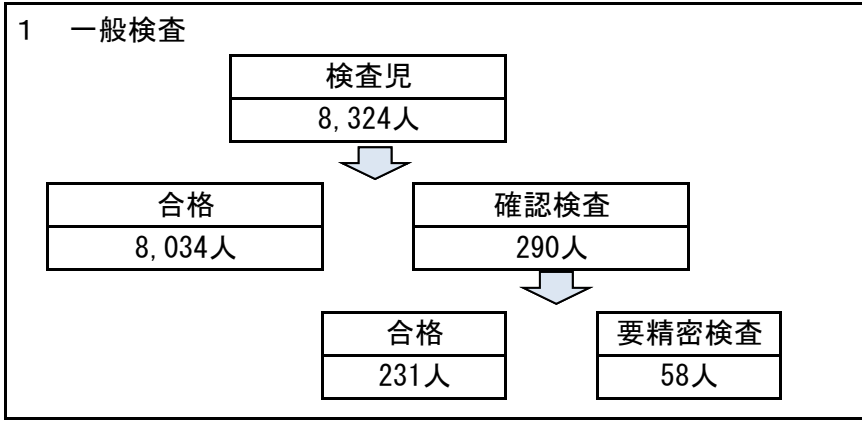 1　一般検査
検査児
8,324人
合格
確認検査
8,034人
290人
合格
要精密検査
231人
58人